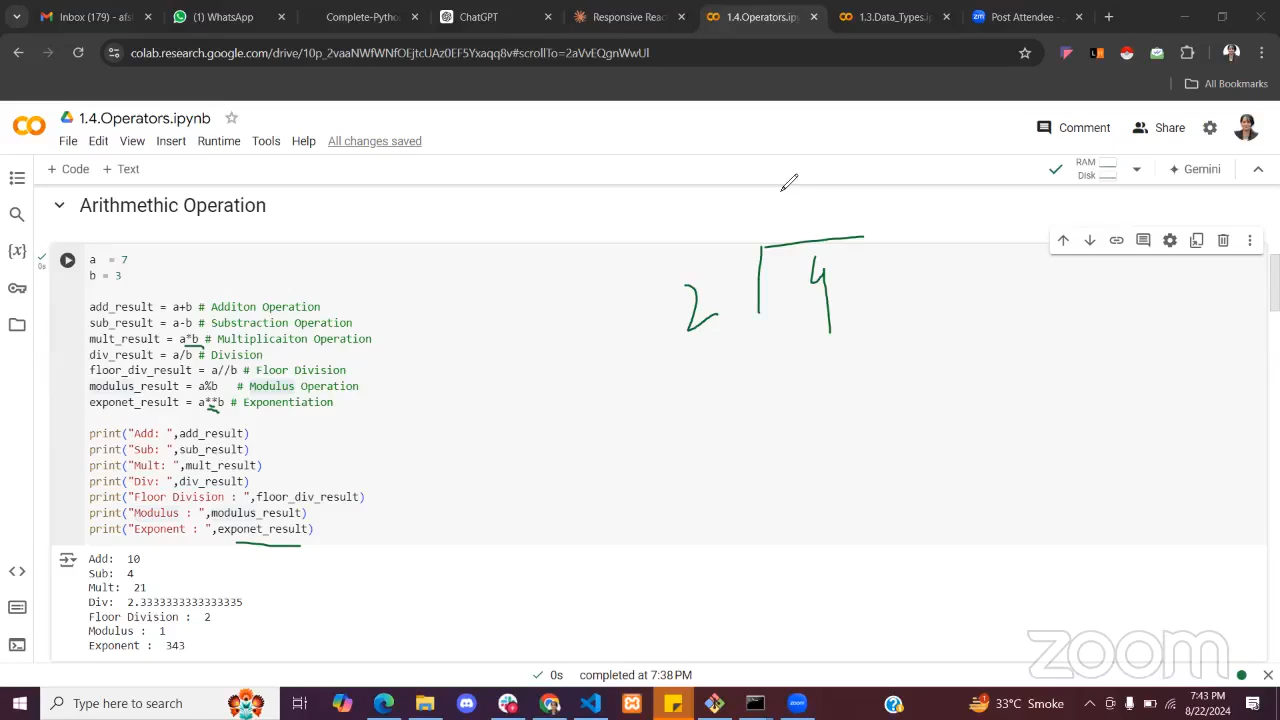 Inbox (179) - afs
(1) WhatsApp
Complete-Python
ChatGPT
Responsive Reac
1.4.Operators.ipy
1.3.Data_Types.ip
Post Attendee -
colab.research.google.com/drive/10p_2vaaNWfWNfOEjtcUAz0EF5Yxaqq8v#scrollTo=2aVvEQgnWwUl
All Bookmarks
1.4.Operators.ipynb
File Edit View Insert Runtime Tools Help All changes saved
Comment Share
+ Code + Text
RAM
Disk
Gemini
Arithmethic Operation
0s
a = 7
b = 3
add_result = a+b # Additon Operation
sub_result = a-b # Substraction Operation
mult_result = a*b # Multiplicaiton Operation
div_result = a/b # Division
floor_div_result = a//b # Floor Division
modulus_result = a%b # Modulus Operation
exponet_result = a**b # Exponentiation
print("Add: ",add_result)
print("Sub: ",sub_result)
print("Mult: ",mult_result)
print("Div: ",div_result)
print("Floor Division : ",floor_div_result)
print("Modulus : ",modulus_result)
print("Exponent : ",exponet_result)
2 4
Add: 10
Sub: 4
Mult: 21
Div: 2.3333333333333335
Floor Division : 2
Modulus : 1
Exponent : 343
zoom
0s completed at 7:38 PM
Type here to search
33°C Smoke
7:43 PM
8/22/2024